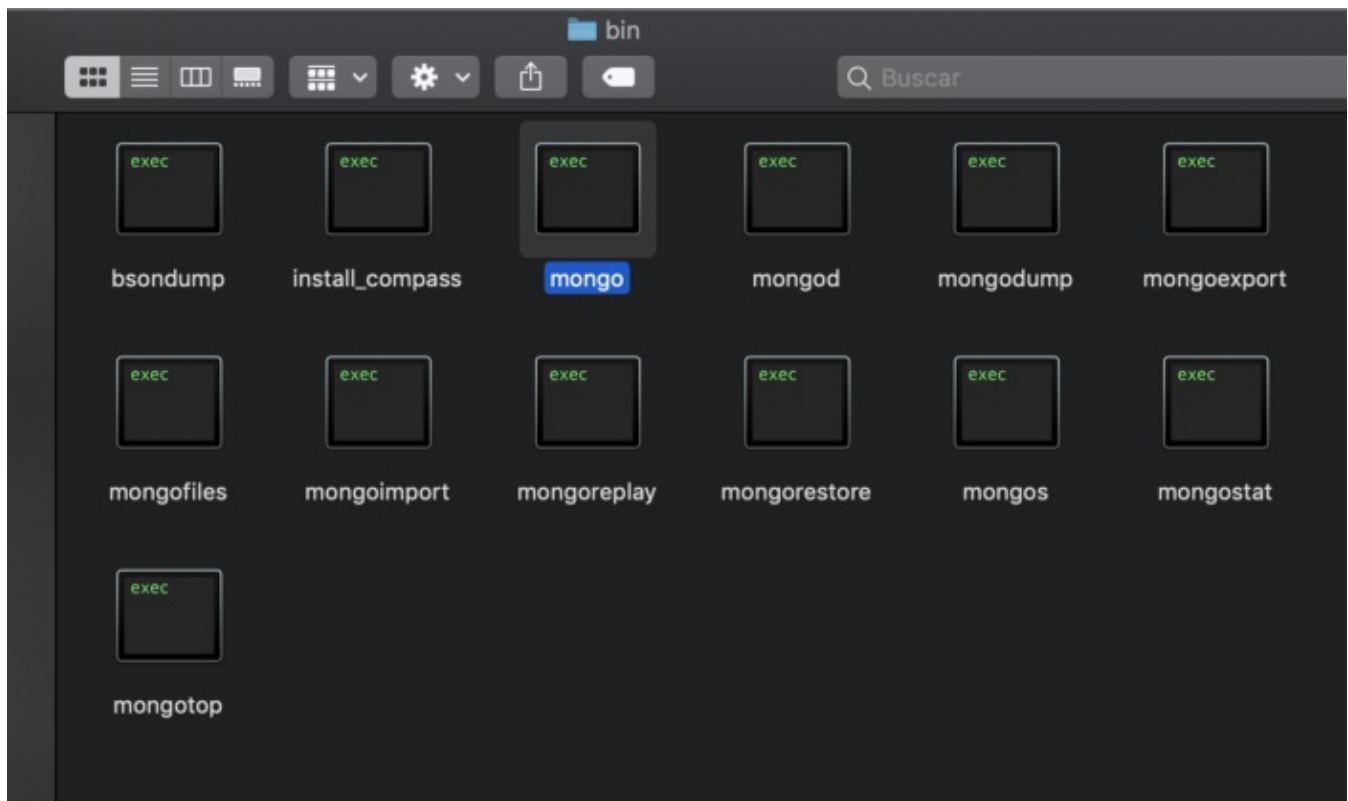 bin
Buscar
exec exec exec exec exec exec
bsondump install_compass mongo mongod mongodump mongoexport
exec exec exec exec exec exec
mongofiles mongoimport mongoreplay mongorestore mongos mongostat
exec
mongotop